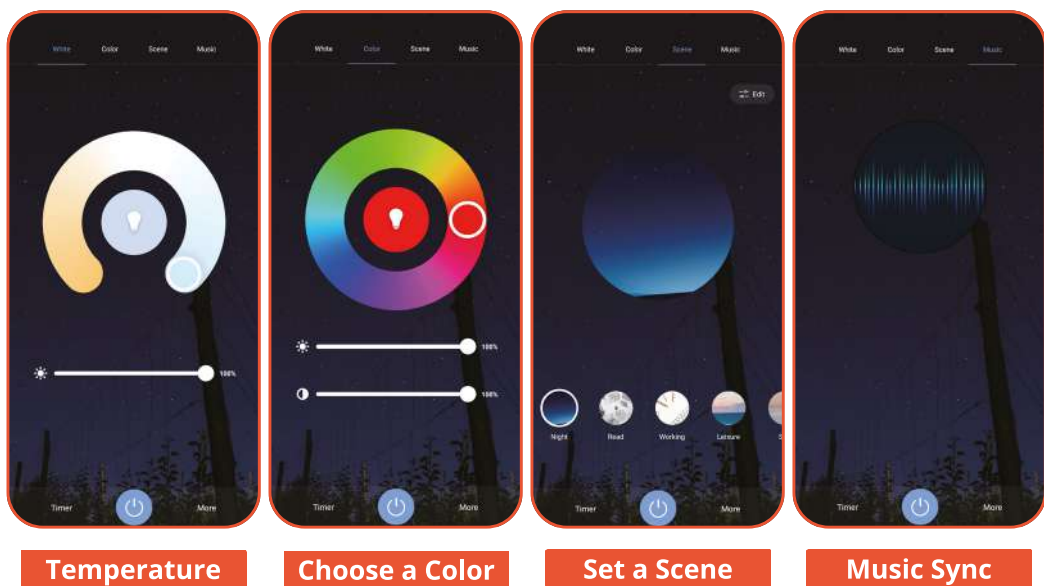 White Color Scene Music
100%
Timer More
Temperature
White Color Scene Music
100%
100%
Timer More
Choose a Color
White Color Scene Music
Edit
Night Read Working Leisure S
Timer More
Set a Scene
White Color Scene Music
Timer More
Music Sync